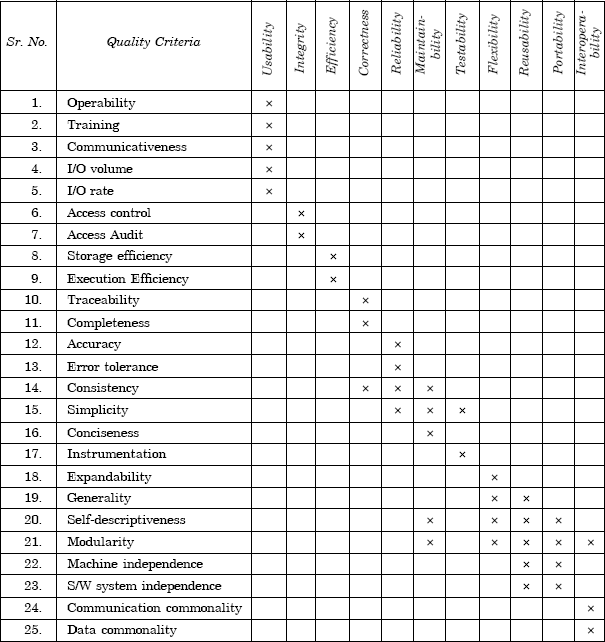 Sr. No. Quality Criteria Usability Integrity Efficiency Correctness Reliability Maintain-bility Testability Flexibility Reusability Portability Interopera-bility
1. Operability ×
2. Training ×
3. Communicativeness ×
4. I/O volume ×
5. I/O rate ×
6. Access control ×
7. Access Audit ×
8. Storage efficiency ×
9. Execution Efficiency ×
10. Traceability ×
11. Completeness ×
12. Accuracy ×
13. Error tolerance ×
14. Consistency × × ×
15. Simplicity × × ×
16. Conciseness ×
17. Instrumentation ×
18. Expandability ×
19. Generality × ×
20. Self-descriptiveness × × × ×
21. Modularity × × × × ×
22. Machine independence × ×
23. S/W system independence × ×
24. Communication commonality ×
25. Data commonality ×